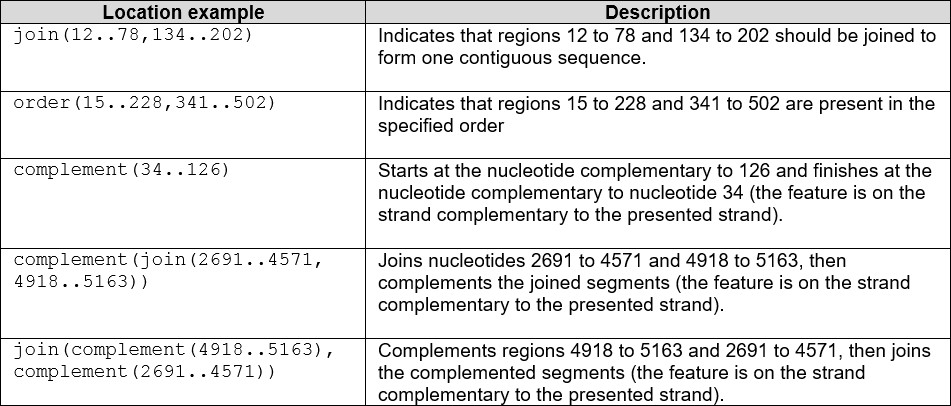 Location example
Description
join(12..78,134..202)
Indicates that regions 12 to 78 and 134 to 202 should be joined to
form one contiguous sequence.
order(15..228,341..502)
Indicates that regions 15 to 228 and 341 to 502 are present in the
specified order
complement(34..126)
Starts at the nucleotide complementary to 126 and finishes at the
nucleotide complementary to nucleotide 34 (the feature is on the
strand complementary to the presented strand).
complement(join(2691..4571,
4918..5163))
Joins nucleotides 2691 to 4571 and 4918 to 5163, then
complements the joined segments (the feature is on the strand
complementary to the presented strand).
join(complement(4918..5163),
complement(2691..4571))
Complements regions 4918 to 5163 and 2691 to 4571, then joins
the complemented segments (the feature is on the strand
complementary to the presented strand).